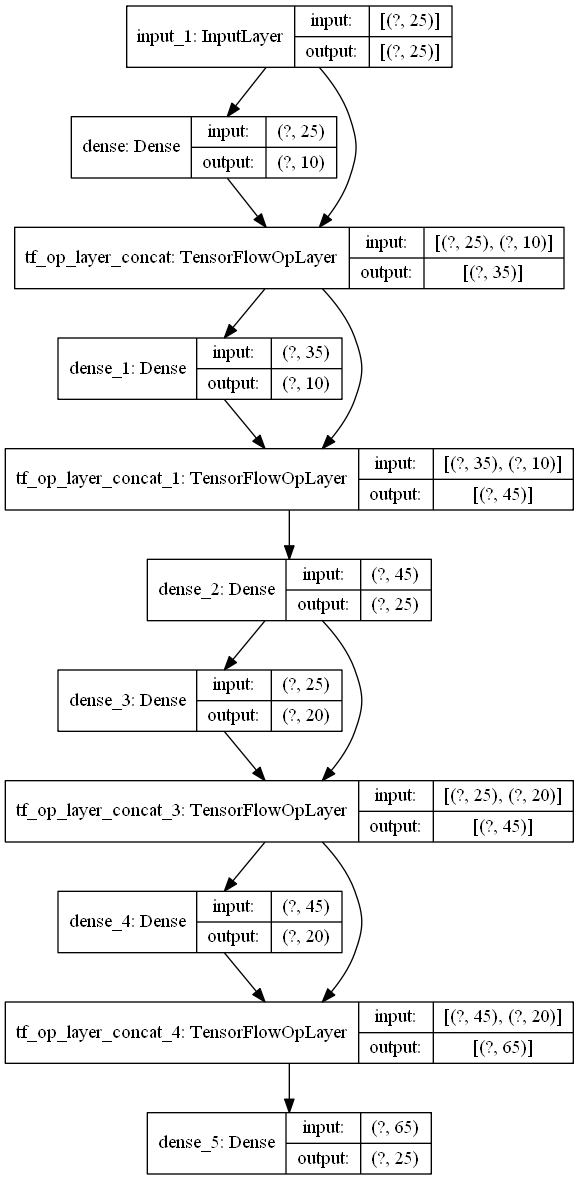 input_1: InputLayer
input: [(?, 25)]
output: [(?, 25)]
dense: Dense
input: (?, 25)
output: (?, 10)
tf_op_layer_concat: TensorFlowOpLayer
input: [(?, 25), (?, 10)]
output: [(?, 35)]
dense_1: Dense
input: (?, 35)
output: (?, 10)
tf_op_layer_concat_1: TensorFlowOpLayer
input: [(?, 35), (?, 10)]
output: [(?, 45)]
dense_2: Dense
input: (?, 45)
output: (?, 25)
dense_3: Dense
input: (?, 25)
output: (?, 20)
tf_op_layer_concat_3: TensorFlowOpLayer
input: [(?, 25), (?, 20)]
output: [(?, 45)]
dense_4: Dense
input: (?, 45)
output: (?, 20)
tf_op_layer_concat_4: TensorFlowOpLayer
input: [(?, 45), (?, 20)]
output: [(?, 65)]
dense_5: Dense
input: (?, 65)
output: (?, 25)